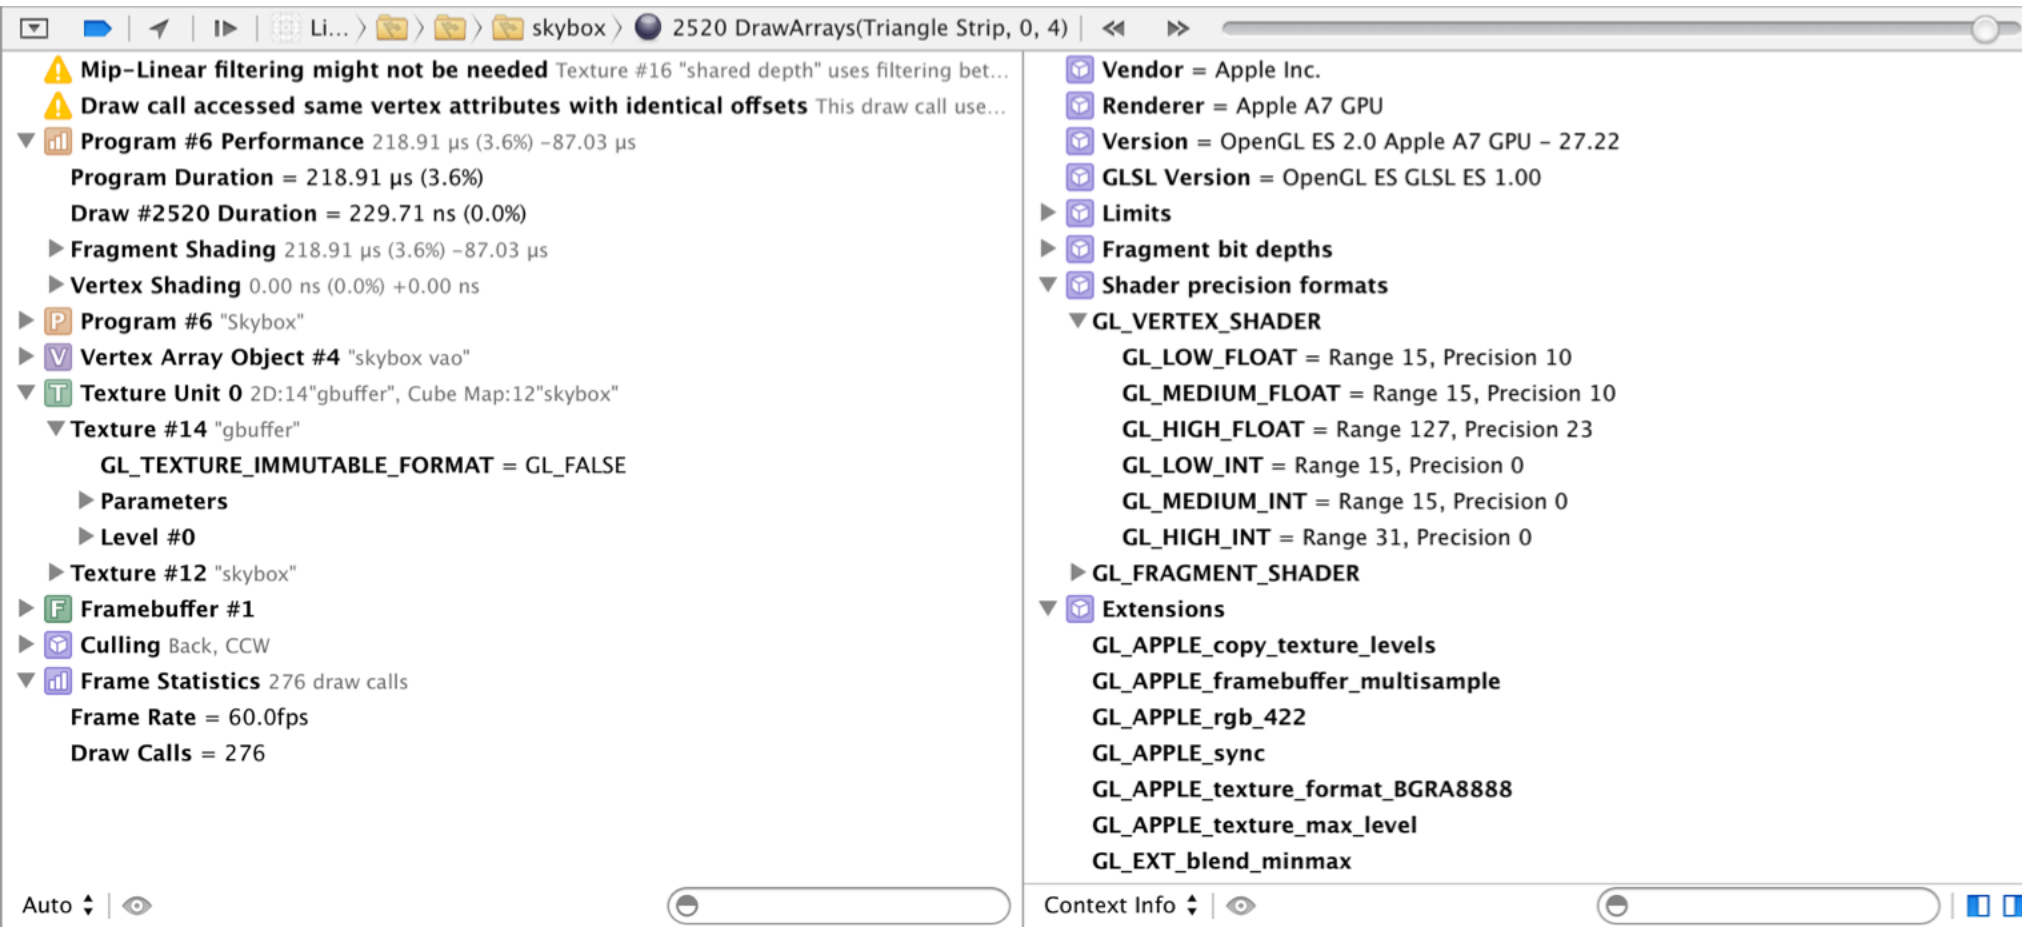 Li... skybox 2520 DrawArrays(Triangle Strip, 0, 4)
Mip-Linear filtering might not be needed Texture #16 "shared depth" uses filtering bet...
Draw call accessed same vertex attributes with identical offsets This draw call use...
Program #6 Performance 218.91 µs (3.6%) -87.03 µs
Program Duration = 218.91 µs (3.6%)
Draw #2520 Duration = 229.71 ns (0.0%)
Fragment Shading 218.91 µs (3.6%) -87.03 µs
Vertex Shading 0.00 ns (0.0%) +0.00 ns
P Program #6 "Skybox"
V Vertex Array Object #4 "skybox vao"
T Texture Unit 0 2D:14"gbuffer", Cube Map:12"skybox"
Texture #14 "gbuffer"
GL_TEXTURE_IMMUTABLE_FORMAT = GL_FALSE
Parameters
Level #0
Texture #12 "skybox"
F Framebuffer #1
Culling Back, CCW
Frame Statistics 276 draw calls
Frame Rate = 60.0fps
Draw Calls = 276
Auto
Vendor = Apple Inc.
Renderer = Apple A7 GPU
Version = OpenGL ES 2.0 Apple A7 GPU - 27.22
GLSL Version = OpenGL ES GLSL ES 1.00
Limits
Fragment bit depths
Shader precision formats
GL_VERTEX_SHADER
GL_LOW_FLOAT = Range 15, Precision 10
GL_MEDIUM_FLOAT = Range 15, Precision 10
GL_HIGH_FLOAT = Range 127, Precision 23
GL_LOW_INT = Range 15, Precision 0
GL_MEDIUM_INT = Range 15, Precision 0
GL_HIGH_INT = Range 31, Precision 0
GL_FRAGMENT_SHADER
Extensions
GL_APPLE_copy_texture_levels
GL_APPLE_framebuffer_multisample
GL_APPLE_rgb_422
GL_APPLE_sync
GL_APPLE_texture_format_BGRA8888
GL_APPLE_texture_max_level
GL_EXT_blend_minmax
Context Info